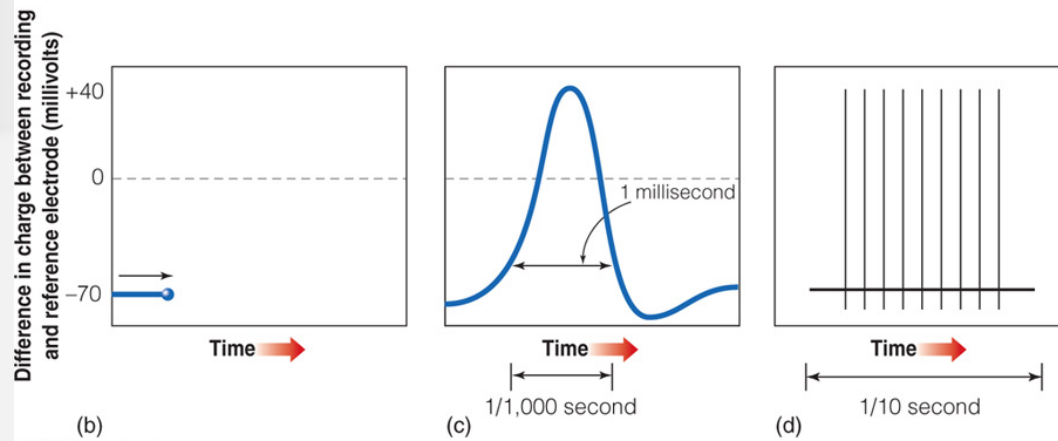 Difference in charge between recording
and reference electrode (millivolts)
+40
0
–70
Time
(b)
1 millisecond
Time
1/1,000 second
(c)
Time
1/10 second
(d)